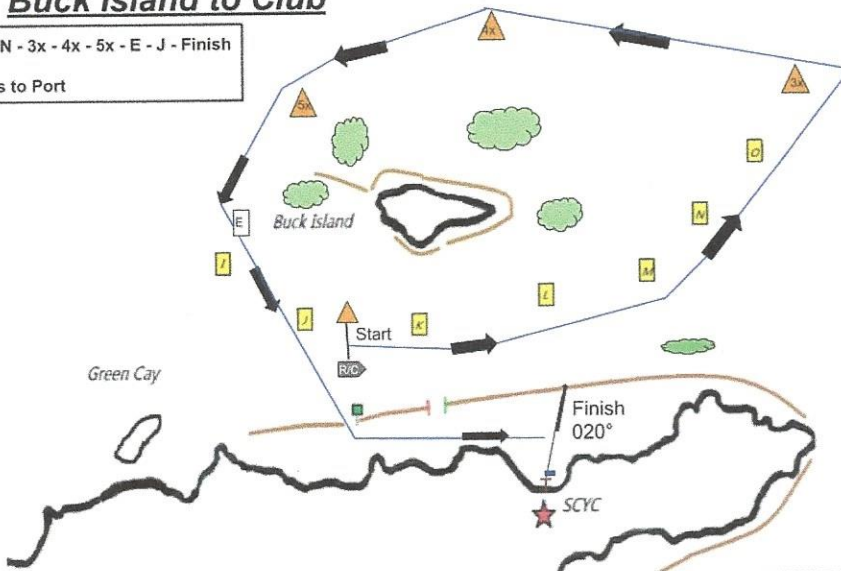 Buck Island to Club
N - 3x - 4x - 5x - E - J - Finish
s to Port
4x
3x
5x
O
N
E
Buck Island
I
M
L
J
K
Start
R/C
Green Cay
Finish
020°
SCYC